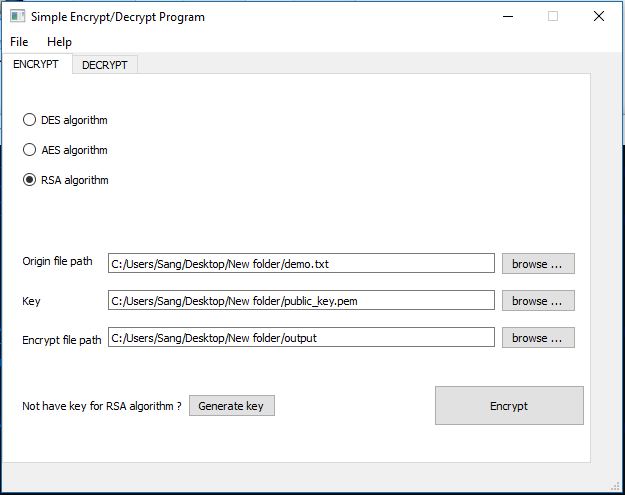 Simple Encrypt/Decrypt Program
File Help
ENCRYPT DECRYPT
DES algorithm
AES algorithm
RSA algorithm
Origin file path C:/Users/Sang/Desktop/New folder/demo.txt browse ...
Key C:/Users/Sang/Desktop/New folder/public_key.pem browse ...
Encrypt file path C:/Users/Sang/Desktop/New folder/output browse ...
Not have key for RSA algorithm ? Generate key Encrypt